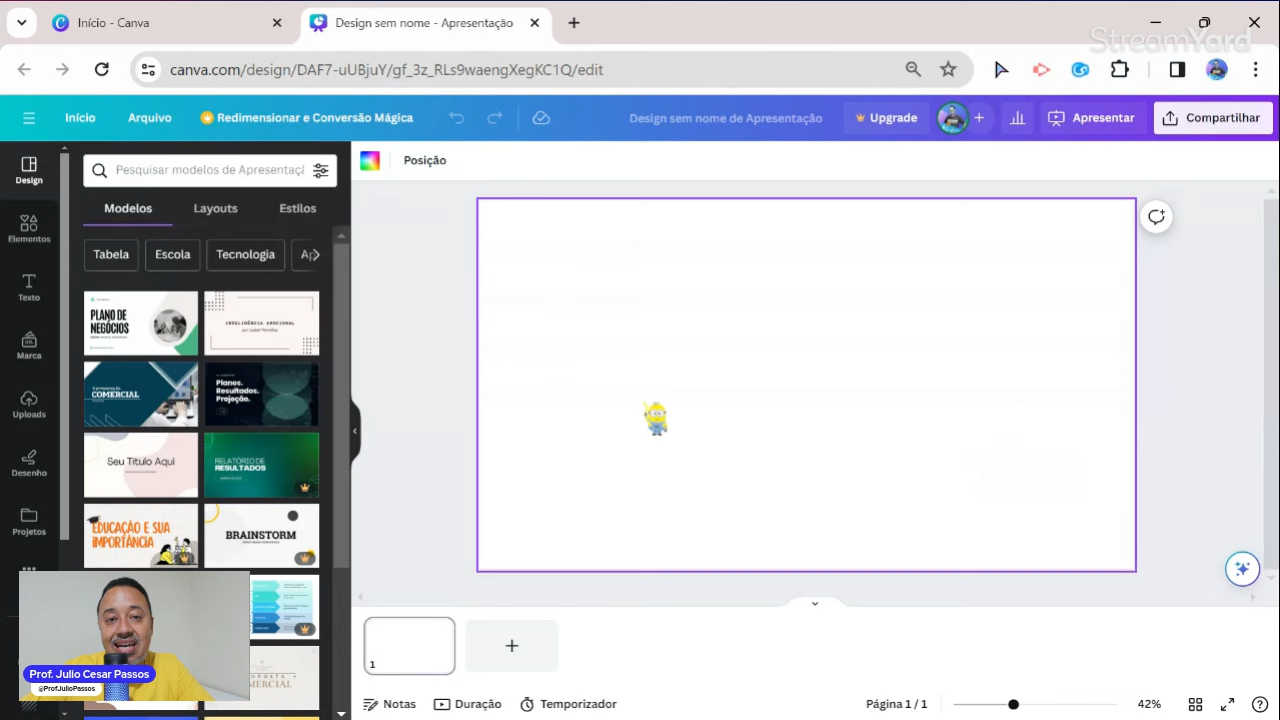 Início - Canva
Design sem nome - Apresentação
StreamYard
canva.com/design/DAF7-uUBjuY/gf_3z_RLs9waengXegKC1Q/edit
Início
Arquivo
Redimensionar e Conversão Mágica
Design sem nome de Apresentação
Upgrade
Apresentar
Compartilhar
Design
Pesquisar modelos de Apresentaçã
Posição
Modelos
Layouts
Estilos
Elementos
Tabela
Escola
Tecnologia
Texto
PLANO DE
NEGÓCIOS
INTELIGÊNCIA EMOCIONAL
Marca
COMERCIAL
Planos.
Resultados.
Projeção.
Uploads
Seu Título Aqui
RELATÓRIO DE
RESULTADOS
Desenho
EDUCAÇÃO E SUA
IMPORTÂNCIA
BRAINSTORM
Projetos
1
Prof. Julio Cesar Passos
@ProfJulioPassos
Notas
Duração
Temporizador
Página 1 / 1
42%